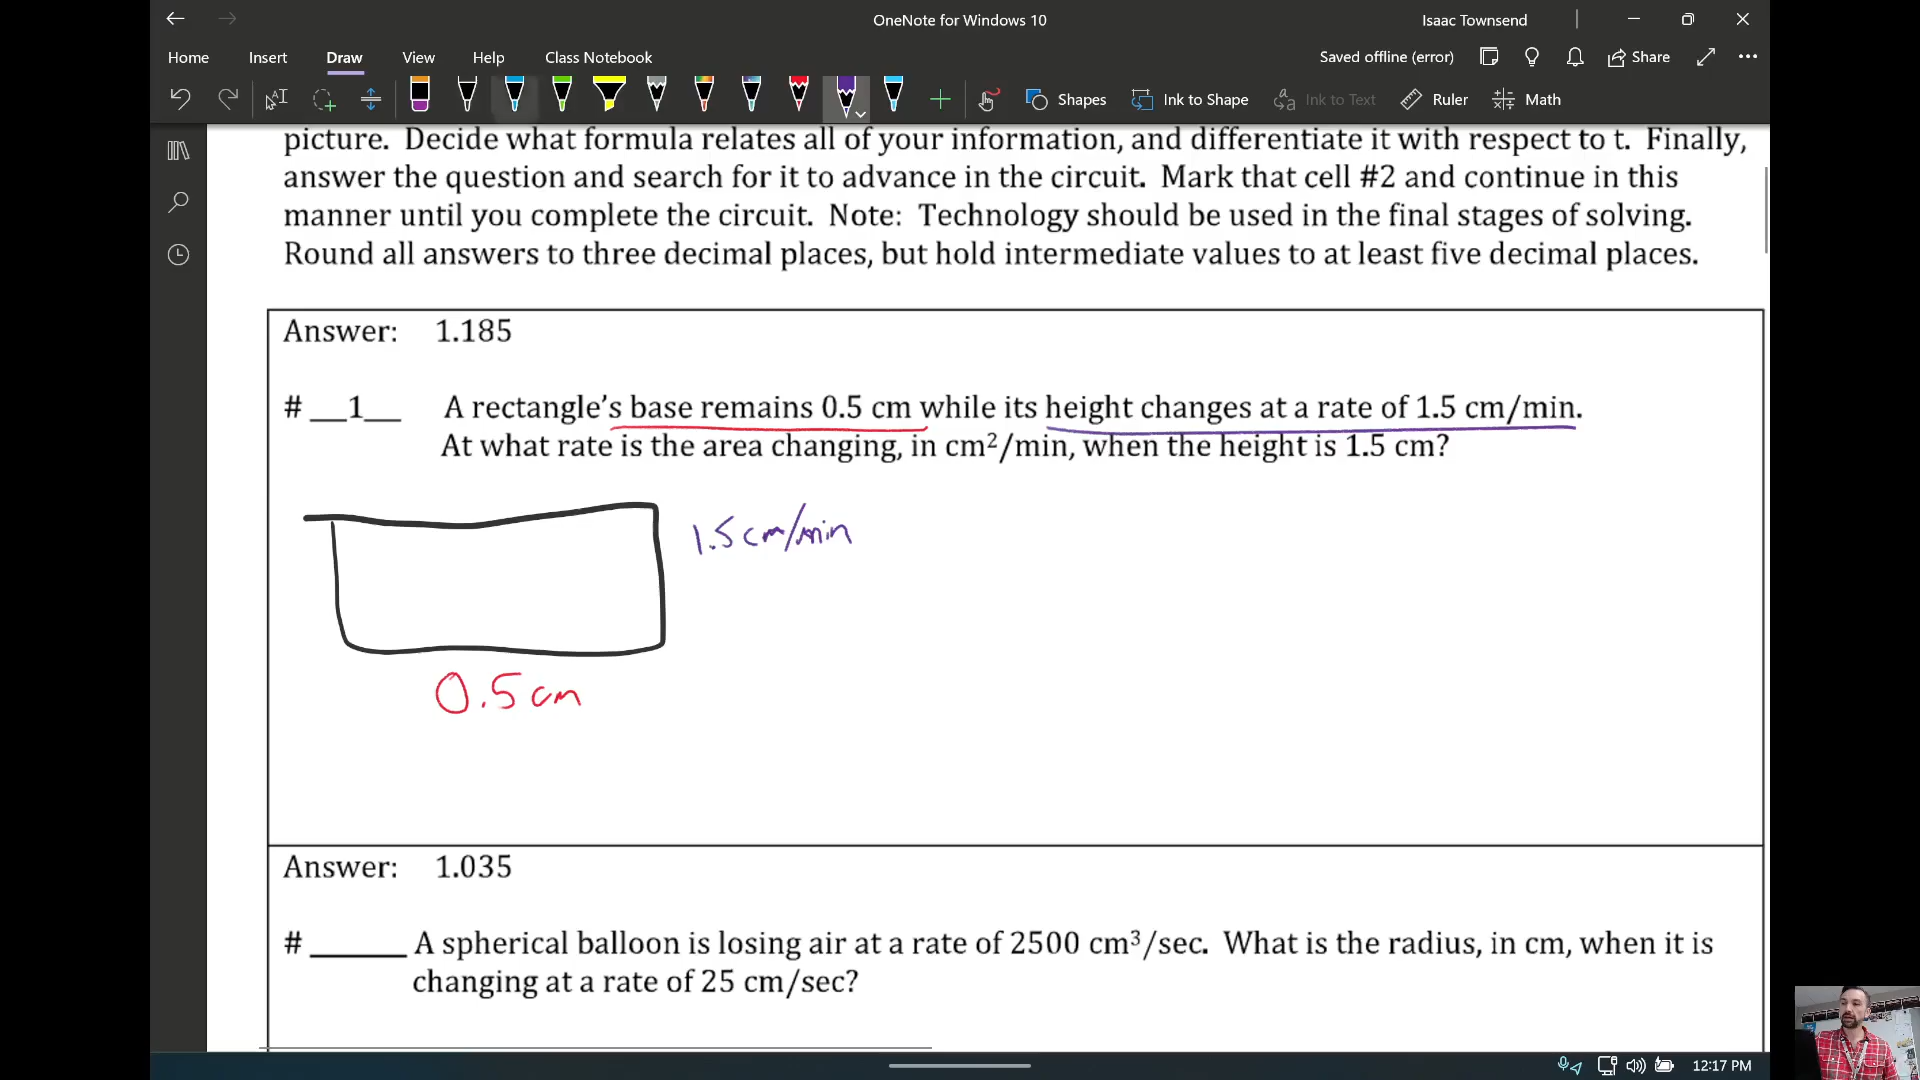 OneNote for Windows 10
Isaac Townsend
Home Insert Draw View Help Class Notebook
Saved offline (error) Share
Shapes Ink to Shape Ink to Text Ruler Math
picture. Decide what formula relates all of your information, and differentiate it with respect to t. Finally,
answer the question and search for it to advance in the circuit. Mark that cell #2 and continue in this
manner until you complete the circuit. Note: Technology should be used in the final stages of solving.
Round all answers to three decimal places, but hold intermediate values to at least five decimal places.
Answer: 1.185
# __1__ A rectangle's base remains 0.5 cm while its height changes at a rate of 1.5 cm/min.
At what rate is the area changing, in cm²/min, when the height is 1.5 cm?
1.5 cm/min
0.5 cm
Answer: 1.035
# ______ A spherical balloon is losing air at a rate of 2500 cm³/sec. What is the radius, in cm, when it is
changing at a rate of 25 cm/sec?
12:17 PM